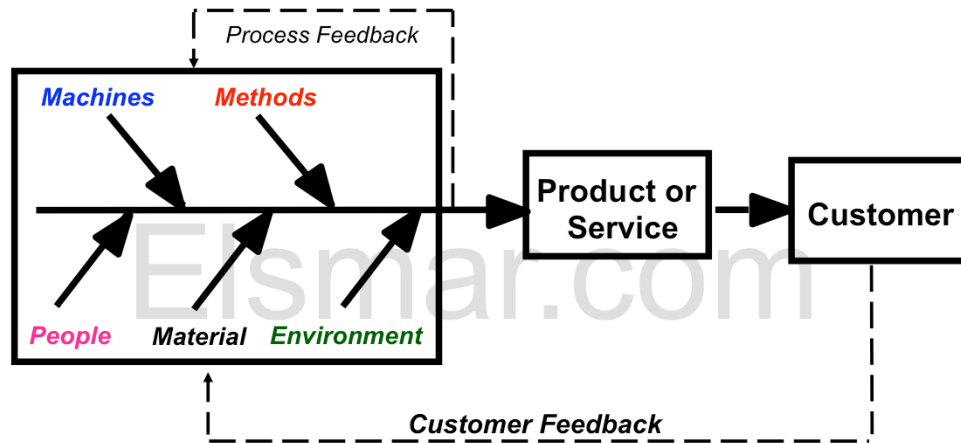 Process Feedback
Machines
Methods
Product or
Service
Customer
Elsmar.com
People
Material
Environment
Customer Feedback